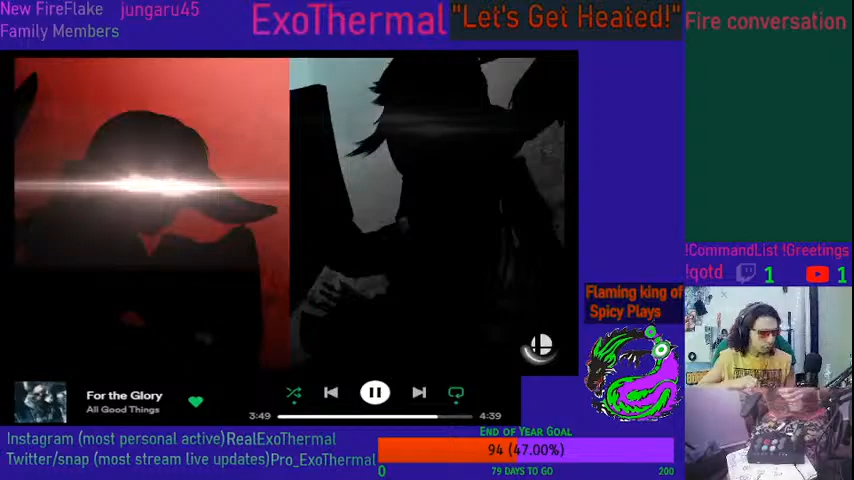 New FireFlake jungaru45
Family Members
ExoThermal "Let's Get Heated!"
Fire conversation
!CommandList !Greetings
!qotd 1 1
Flaming king of
Spicy Plays
For the Glory
All Good Things
3:49 4:39
Instagram (most personal active)RealExoThermal
Twitter/snap (most stream live updates)Pro_ExoThermal
End of Year Goal
94 (47.00%)
0 79 DAYS TO GO 200